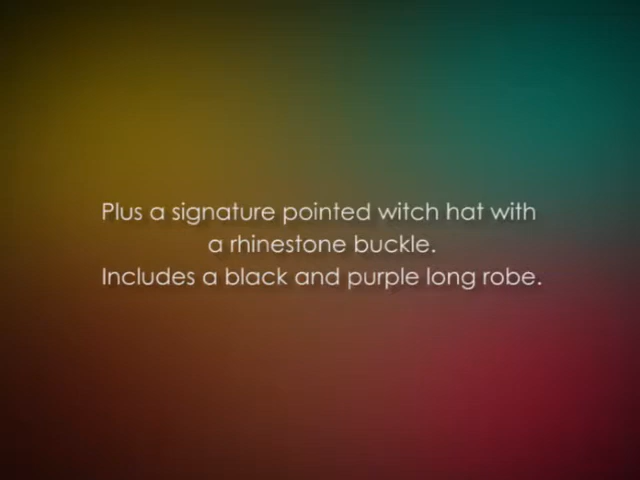 Plus a signature pointed witch hat with
a rhinestone buckle.
Includes a black and purple long robe.